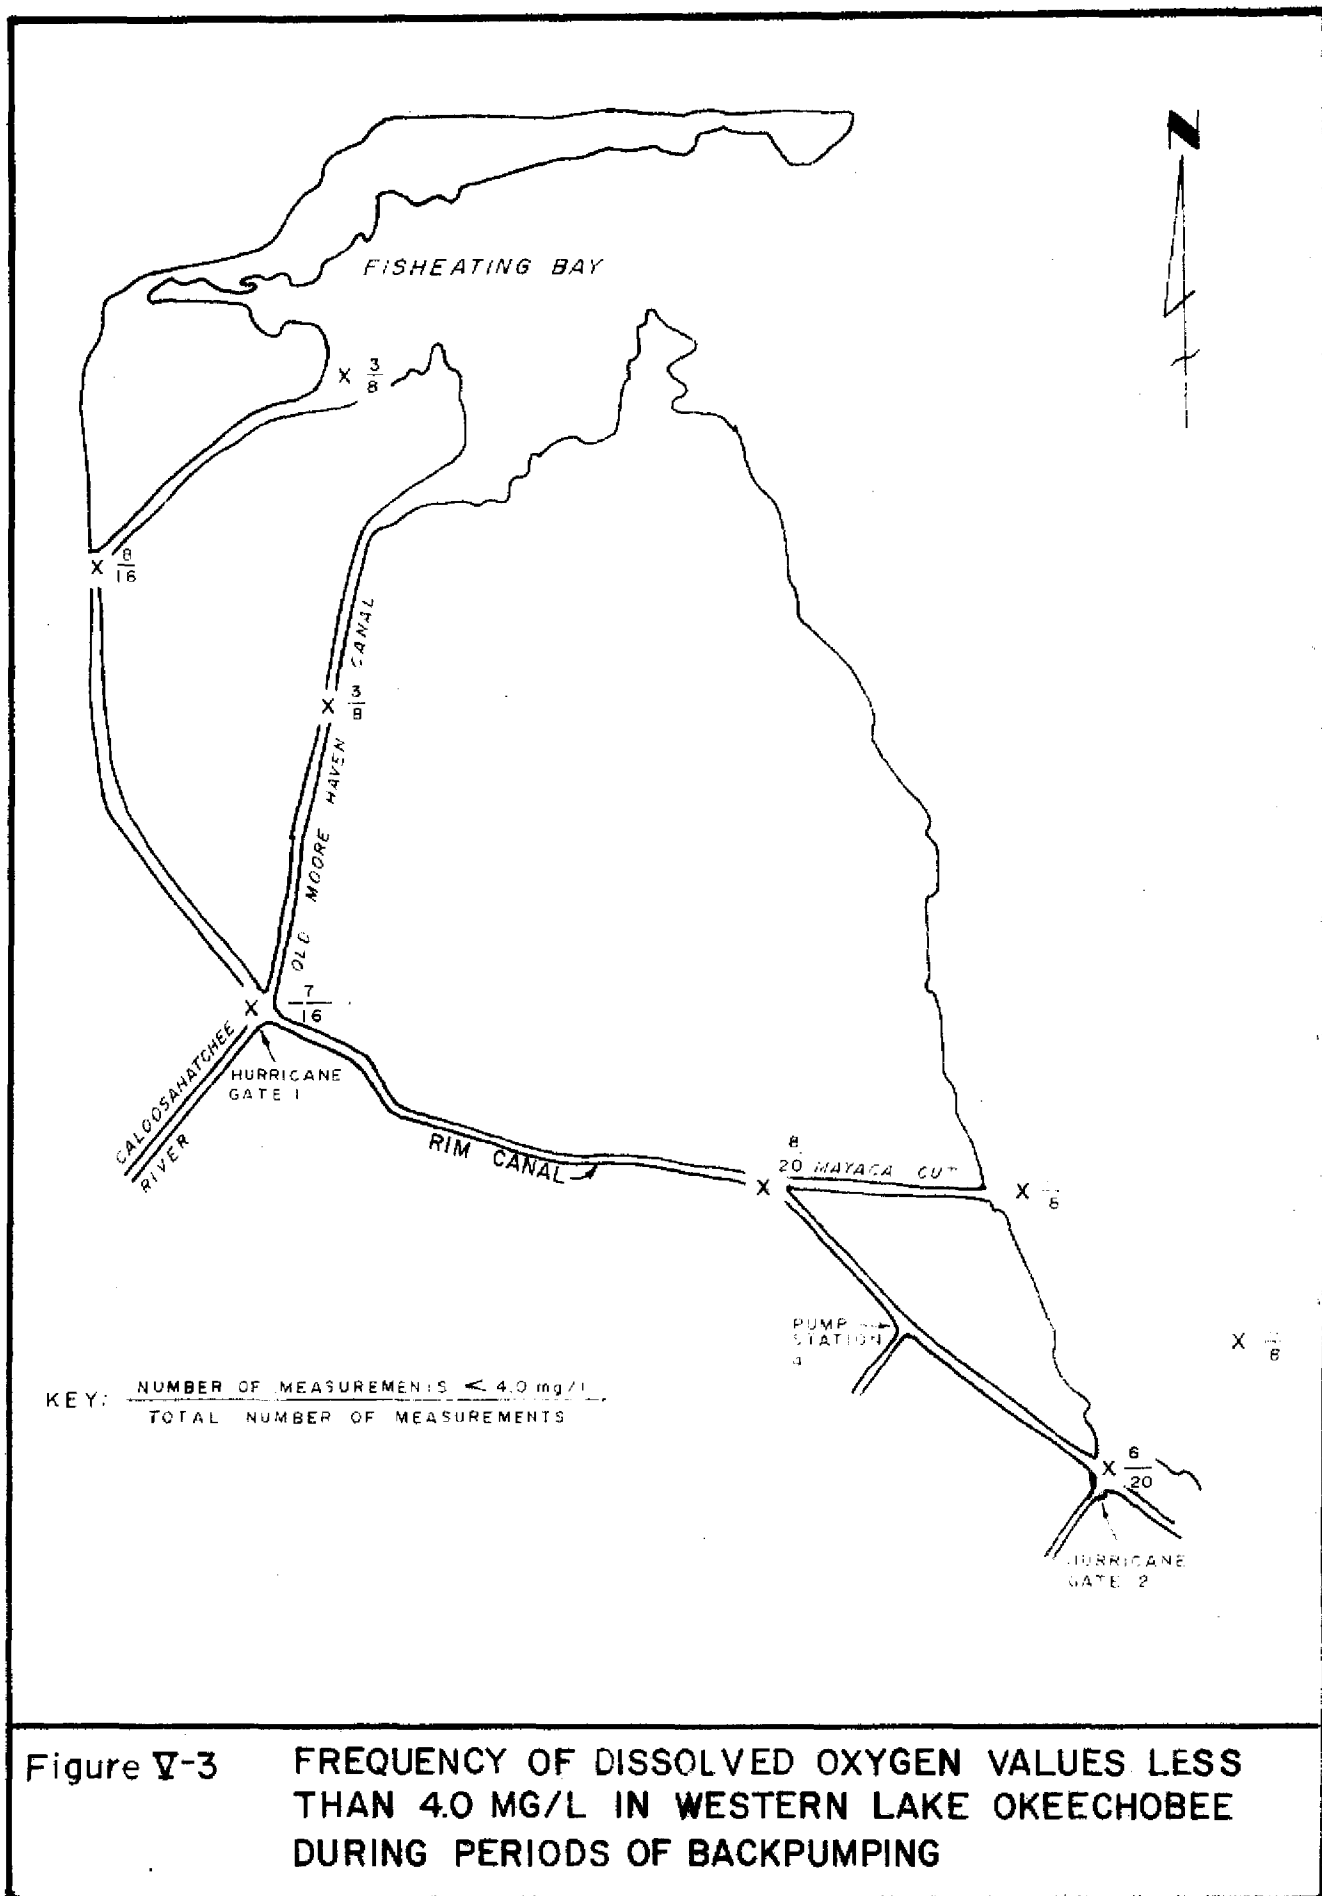 N
FISHEATING BAY
X 3/8
X 8/16
OLD MOORE HAVEN CANAL
X 3/8
X 7/16
CALOOSAHATCHEE
RIVER
HURRICANE
GATE 1
RIM CANAL
8
20 MAYACA CUT
X
X 8
PUMP
STATION
4
X 8
KEY: NUMBER OF MEASUREMENTS < 4.0 mg/l
TOTAL NUMBER OF MEASUREMENTS
X 6/20
HURRICANE
GATE 2
Figure V-3
FREQUENCY OF DISSOLVED OXYGEN VALUES LESS
THAN 4.0 MG/L IN WESTERN LAKE OKEECHOBEE
DURING PERIODS OF BACKPUMPING